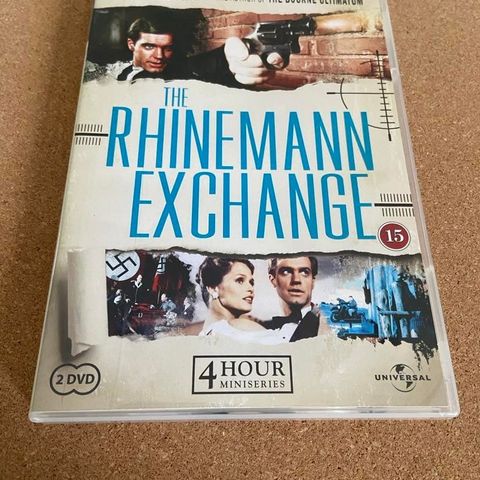 THE BOURNE ULTIMATUM
THE
RHINEMANN
EXCHANGE
15
4 HOUR
MINISERIES
2 DVD
UNIVERSAL